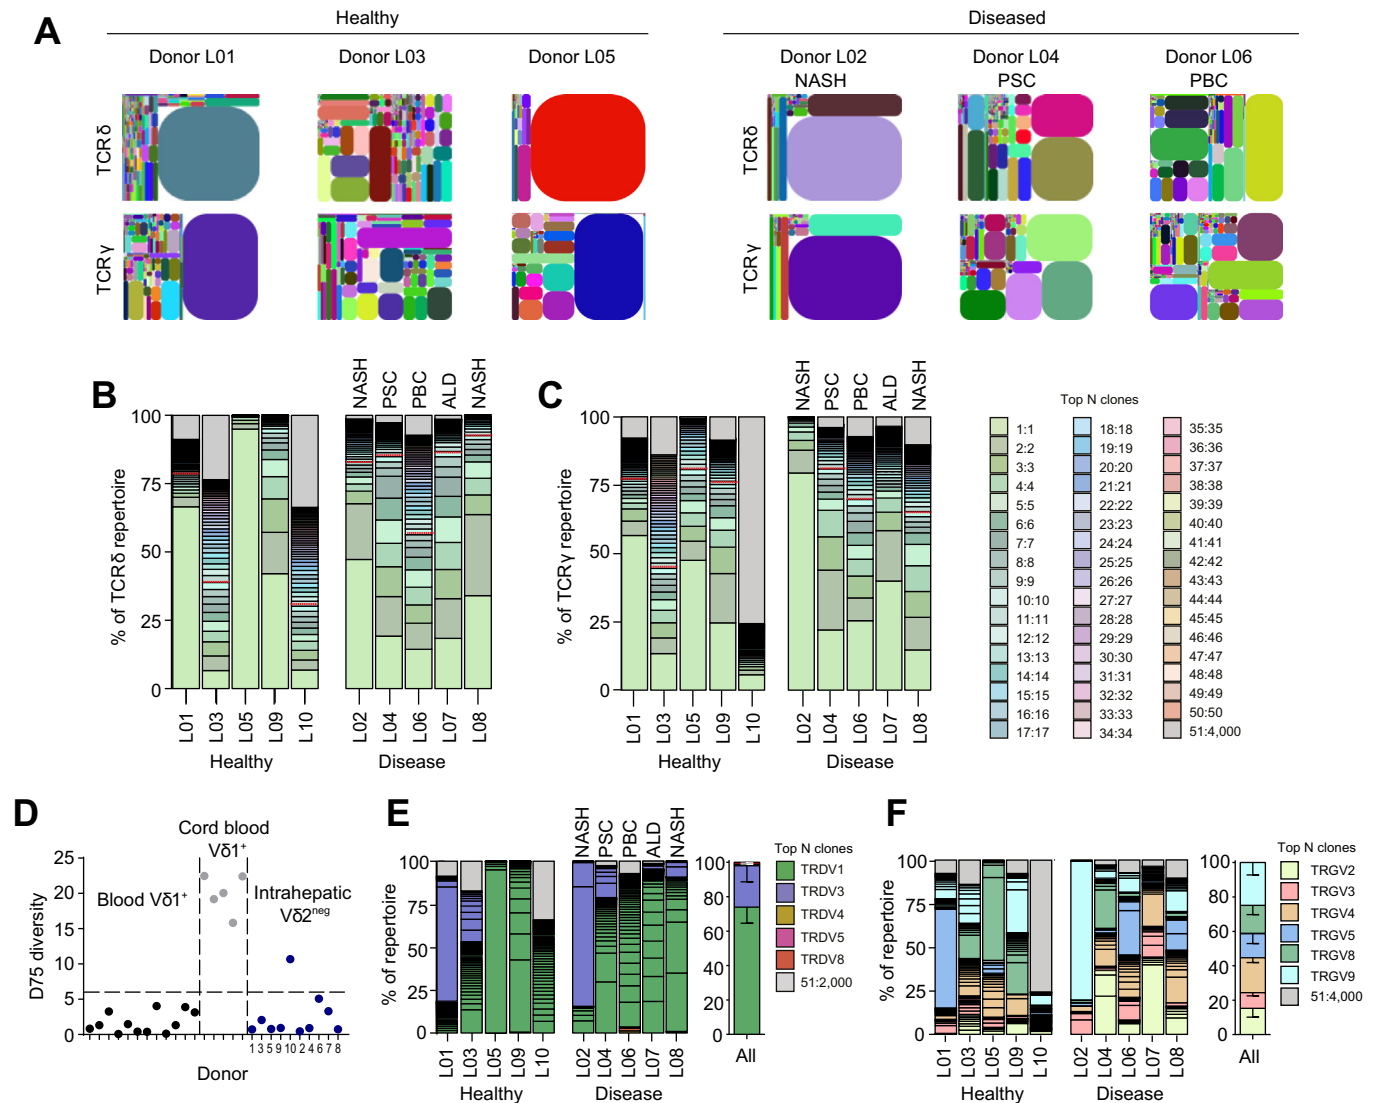 A
Healthy
Diseased
Donor L01
Donor L03
Donor L05
Donor L02
NASH
Donor L04
PSC
Donor L06
PBC
TCRδ
TCRγ
TCRδ
TCRγ
B
% of TCRδ repertoire
100
75
50
25
0
NASH
PSC
PBC
ALD
NASH
L01
L03
L05
L09
L10
L02
L04
L06
L07
L08
Healthy
Disease
C
% of TCRγ repertoire
100
75
50
25
0
NASH
PSC
PBC
ALD
NASH
L01
L03
L05
L09
L10
L02
L04
L06
L07
L08
Healthy
Disease
Top N clones
1:1
2:2
3:3
4:4
5:5
6:6
7:7
8:8
9:9
10:10
11:11
12:12
13:13
14:14
15:15
16:16
17:17
18:18
19:19
20:20
21:21
22:22
23:23
24:24
25:25
26:26
27:27
28:28
29:29
30:30
31:31
32:32
33:33
34:34
35:35
36:36
37:37
38:38
39:39
40:40
41:41
42:42
43:43
44:44
45:45
46:46
47:47
48:48
49:49
50:50
51:4,000
D
D75 diversity
25
20
15
10
5
0
Blood Vδ1+
Cord blood
Vδ1+
Intrahepatic
Vδ2neg
1 3 5 9 10 2 4 6 7 8
Donor
E
% of repertoire
100
75
50
25
0
NASH
PSC
PBC
ALD
NASH
L01
L03
L05
L09
L10
L02
L04
L06
L07
L08
Healthy
Disease
100
80
60
40
20
0
All
Top N clones
TRDV1
TRDV3
TRDV4
TRDV5
TRDV8
51:2,000
F
% of repertoire
100
75
50
25
0
L01
L03
L05
L09
L10
L02
L04
L06
L07
L08
Healthy
Disease
100
80
60
40
20
0
All
Top N clones
TRGV2
TRGV3
TRGV4
TRGV5
TRGV8
TRGV9
51:4,000